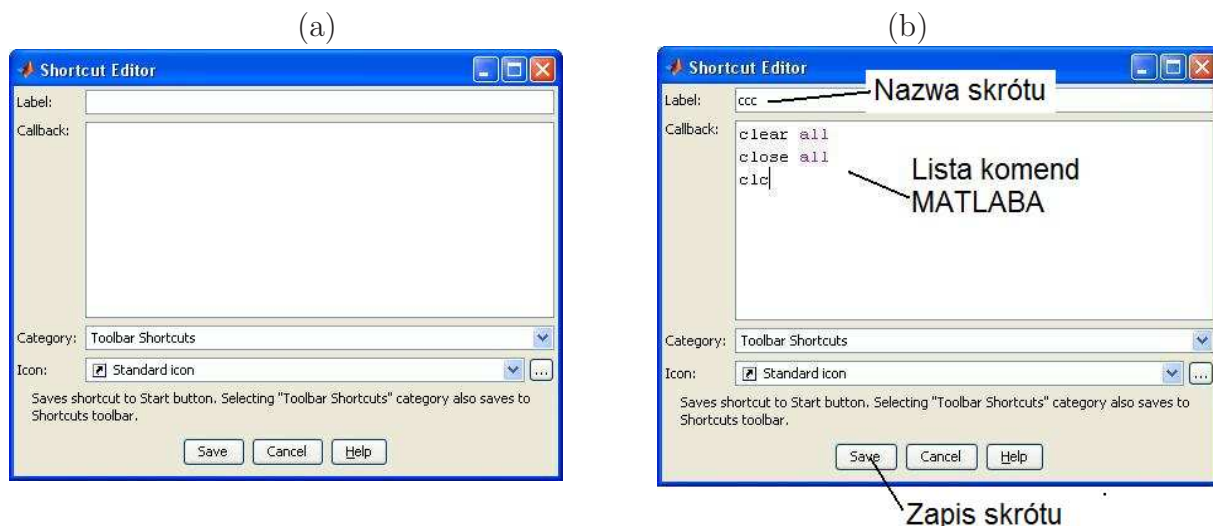 (a)
Shortcut Editor
Label:
Callback:
Category: Toolbar Shortcuts
Icon: Standard icon ...
Saves shortcut to Start button. Selecting "Toolbar Shortcuts" category also saves to
Shortcuts toolbar.
Save Cancel Help
(b)
Shortcut Editor
Label: ccc
Nazwa skrótu
Callback: clear all
close all
clc
Lista komend
MATLABA
Category: Toolbar Shortcuts
Icon: Standard icon ...
Saves shortcut to Start button. Selecting "Toolbar Shortcuts" category also saves to
Shortcuts toolbar.
Save Cancel Help
Zapis skrótu